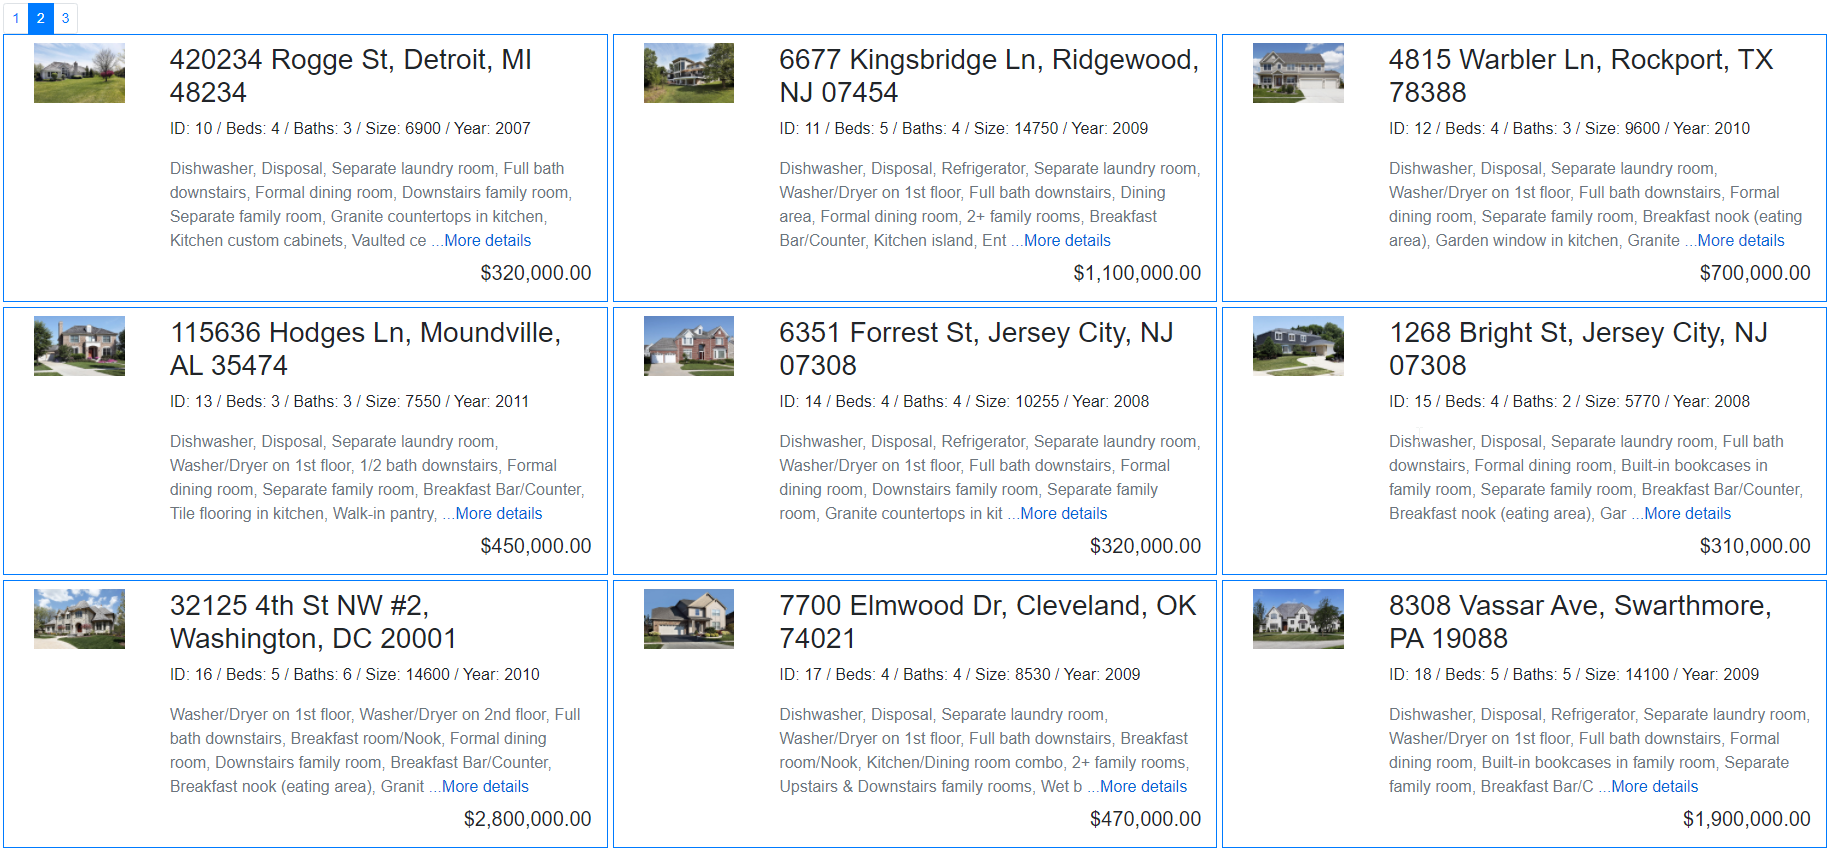 1 2 3
420234 Rogge St, Detroit, MI
48234
ID: 10 / Beds: 4 / Baths: 3 / Size: 6900 / Year: 2007
Dishwasher, Disposal, Separate laundry room, Full bath
downstairs, Formal dining room, Downstairs family room,
Separate family room, Granite countertops in kitchen,
Kitchen custom cabinets, Vaulted ce ...More details
$320,000.00
6677 Kingsbridge Ln, Ridgewood,
NJ 07454
ID: 11 / Beds: 5 / Baths: 4 / Size: 14750 / Year: 2009
Dishwasher, Disposal, Refrigerator, Separate laundry room,
Washer/Dryer on 1st floor, Full bath downstairs, Dining
area, Formal dining room, 2+ family rooms, Breakfast
Bar/Counter, Kitchen island, Ent ...More details
$1,100,000.00
4815 Warbler Ln, Rockport, TX
78388
ID: 12 / Beds: 4 / Baths: 3 / Size: 9600 / Year: 2010
Dishwasher, Disposal, Separate laundry room,
Washer/Dryer on 1st floor, Full bath downstairs, Formal
dining room, Separate family room, Breakfast nook (eating
area), Garden window in kitchen, Granite ...More details
$700,000.00
115636 Hodges Ln, Moundville,
AL 35474
ID: 13 / Beds: 3 / Baths: 3 / Size: 7550 / Year: 2011
Dishwasher, Disposal, Separate laundry room,
Washer/Dryer on 1st floor, 1/2 bath downstairs, Formal
dining room, Separate family room, Breakfast Bar/Counter,
Tile flooring in kitchen, Walk-in pantry, ...More details
$450,000.00
6351 Forrest St, Jersey City, NJ
07308
ID: 14 / Beds: 4 / Baths: 4 / Size: 10255 / Year: 2008
Dishwasher, Disposal, Refrigerator, Separate laundry room,
Washer/Dryer on 1st floor, Full bath downstairs, Formal
dining room, Downstairs family room, Separate family
room, Granite countertops in kit ...More details
$320,000.00
1268 Bright St, Jersey City, NJ
07308
ID: 15 / Beds: 4 / Baths: 2 / Size: 5770 / Year: 2008
Dishwasher, Disposal, Separate laundry room, Full bath
downstairs, Formal dining room, Built-in bookcases in
family room, Separate family room, Breakfast Bar/Counter,
Breakfast nook (eating area), Gar ...More details
$310,000.00
32125 4th St NW #2,
Washington, DC 20001
ID: 16 / Beds: 5 / Baths: 6 / Size: 14600 / Year: 2010
Washer/Dryer on 1st floor, Washer/Dryer on 2nd floor, Full
bath downstairs, Breakfast room/Nook, Formal dining
room, Downstairs family room, Breakfast Bar/Counter,
Breakfast nook (eating area), Granit ...More details
$2,800,000.00
7700 Elmwood Dr, Cleveland, OK
74021
ID: 17 / Beds: 4 / Baths: 4 / Size: 8530 / Year: 2009
Dishwasher, Disposal, Separate laundry room,
Washer/Dryer on 1st floor, Full bath downstairs, Breakfast
room/Nook, Kitchen/Dining room combo, 2+ family rooms,
Upstairs & Downstairs family rooms, Wet b ...More details
$470,000.00
8308 Vassar Ave, Swarthmore,
PA 19088
ID: 18 / Beds: 5 / Baths: 5 / Size: 14100 / Year: 2009
Dishwasher, Disposal, Refrigerator, Separate laundry room,
Washer/Dryer on 1st floor, Full bath downstairs, Formal
dining room, Built-in bookcases in family room, Separate
family room, Breakfast Bar/C ...More details
$1,900,000.00